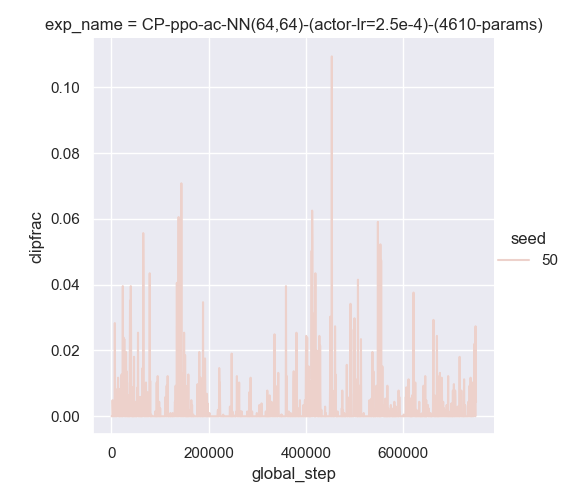 exp_name = CP-ppo-ac-NN(64,64)-(actor-lr=2.5e-4)-(4610-params)
0.10
0.08
0.06
0.04
0.02
0.00
clipfrac
0
200000
400000
600000
global_step
seed
50